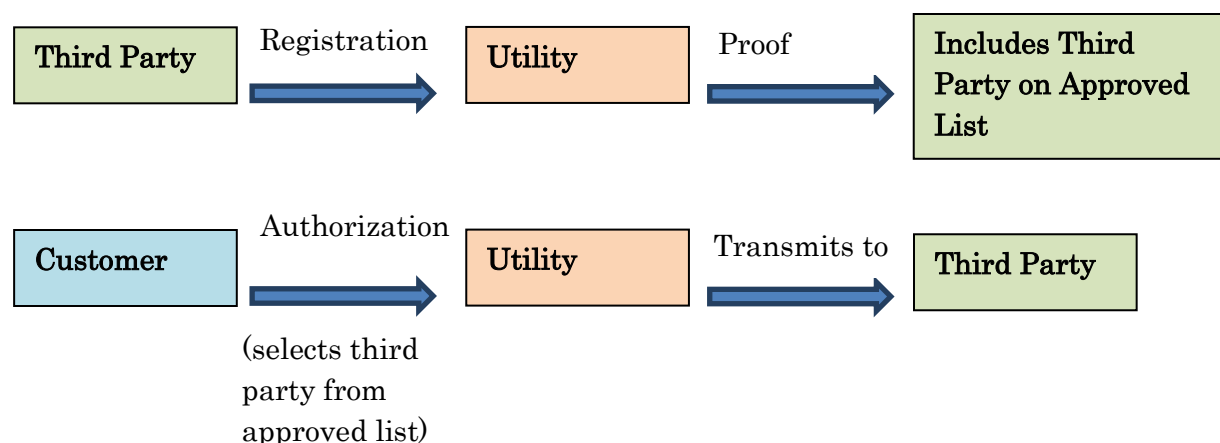 Third Party
Registration
Utility
Proof
Includes Third
Party on Approved
List
Customer
Authorization
(selects third
party from
approved list)
Utility
Transmits to
Third Party